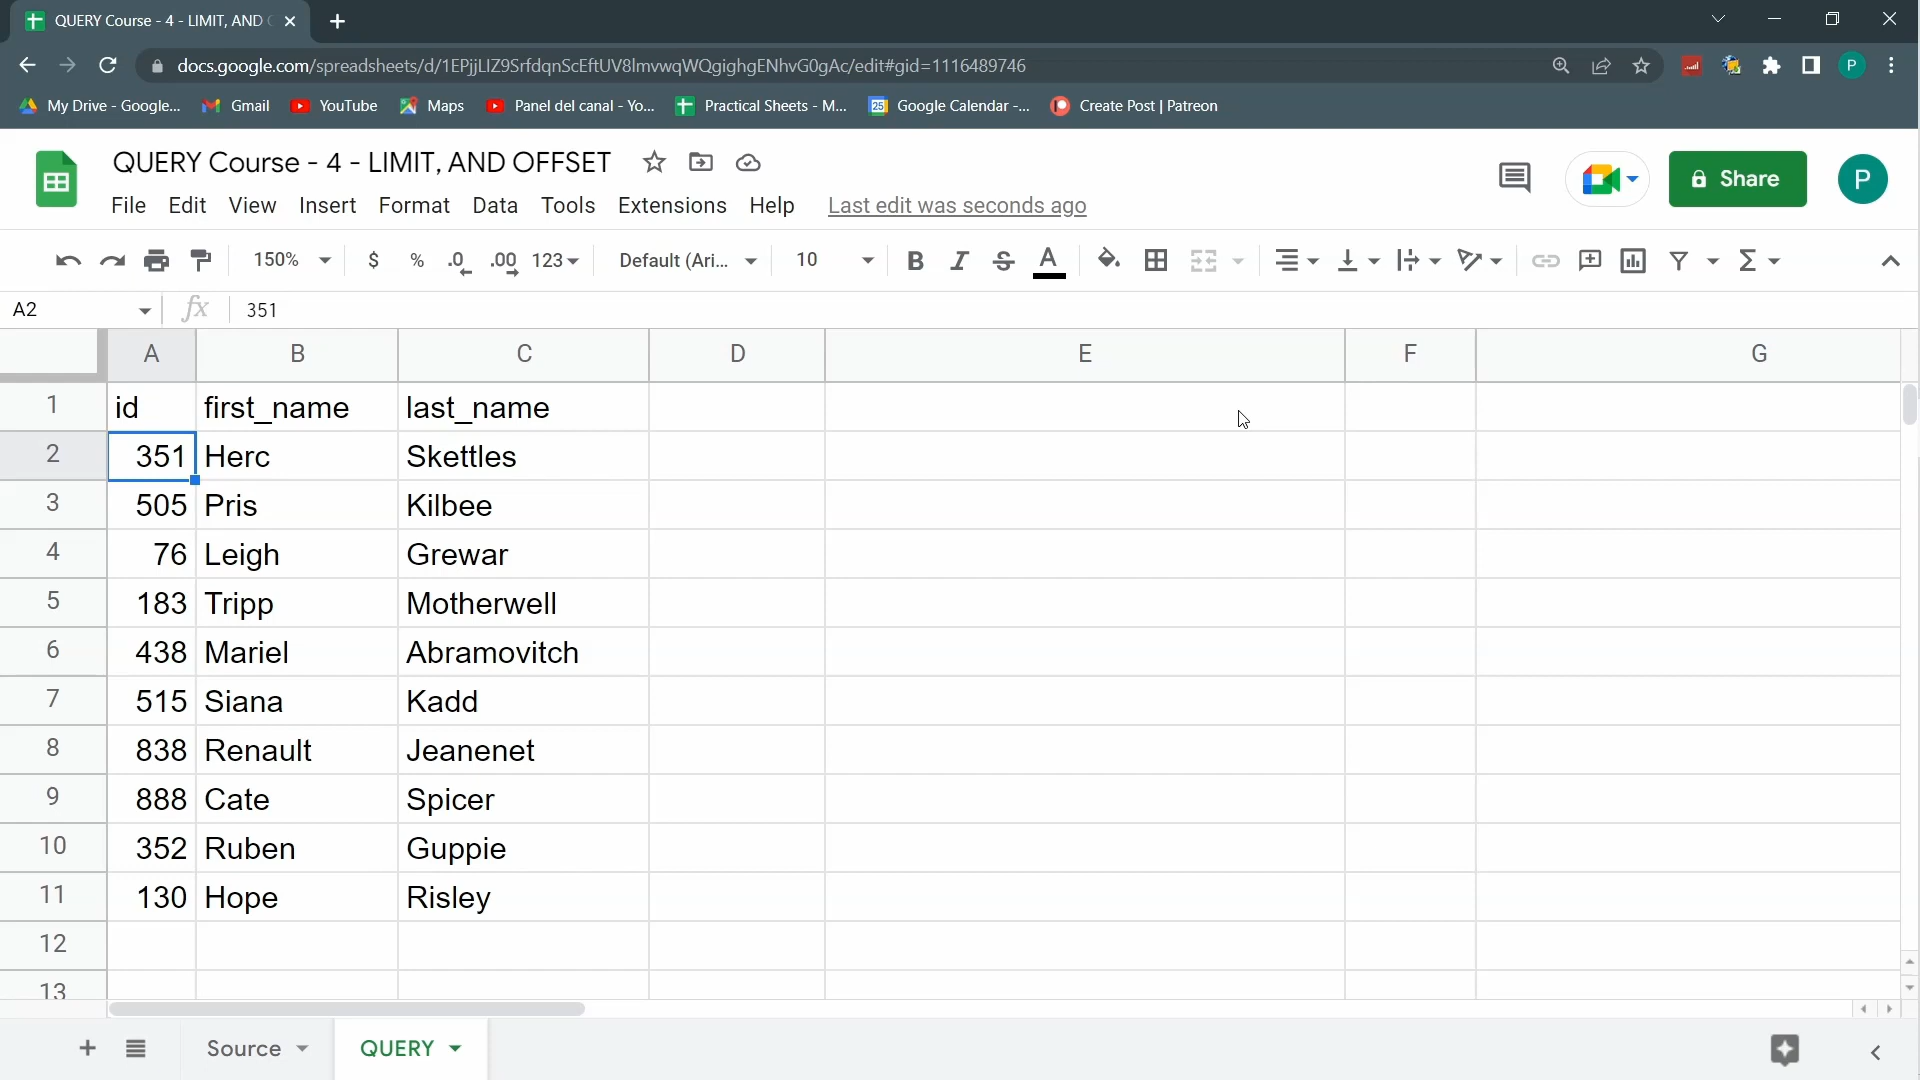 QUERY Course - 4 - LIMIT, AND
docs.google.com/spreadsheets/d/1EPjjLIZ9SrfdqnScEftUV8lmvwqWQgighgENhvG0gAc/edit#gid=1116489746
P
My Drive - Google... Gmail YouTube Maps Panel del canal - Yo... Practical Sheets - M... 25 Google Calendar -... Create Post | Patreon
QUERY Course - 4 - LIMIT, AND OFFSET
Share
P
File Edit View Insert Format Data Tools Extensions Help Last edit was seconds ago
150% $ % .0 .00 123 Default (Ari... 10 B I S A Σ
A2 fx 351
A B C D E F G
1 id first_name last_name
2 351 Herc Skettles
3 505 Pris Kilbee
4 76 Leigh Grewar
5 183 Tripp Motherwell
6 438 Mariel Abramovitch
7 515 Siana Kadd
8 838 Renault Jeanenet
9 888 Cate Spicer
10 352 Ruben Guppie
11 130 Hope Risley
12
13
Source QUERY